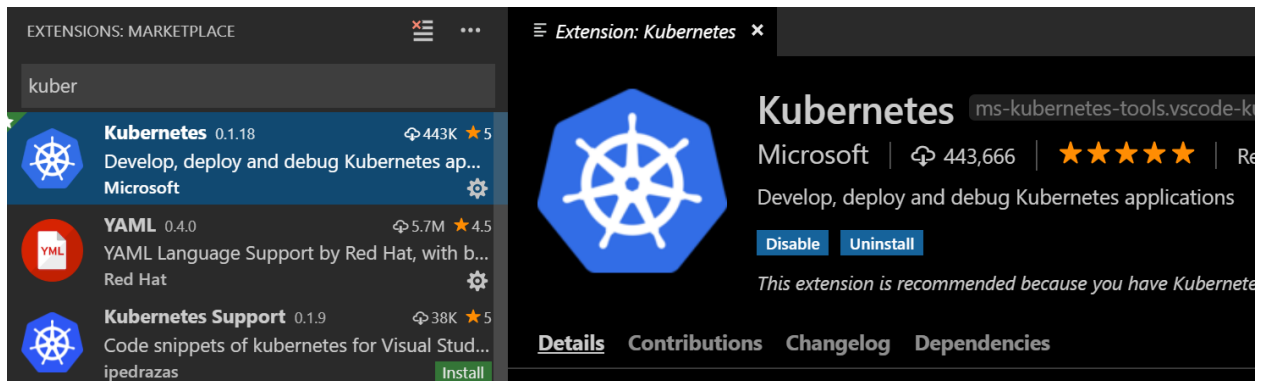 EXTENSIONS: MARKETPLACE
kuber
Kubernetes 0.1.18 443K 5
Develop, deploy and debug Kubernetes ap...
Microsoft
YAML 0.4.0 5.7M 4.5
YAML Language Support by Red Hat, with b...
Red Hat
YML
Kubernetes Support 0.1.9 38K 5
Code snippets of kubernetes for Visual Stud...
ipedrazas Install
Extension: Kubernetes
Kubernetes ms-kubernetes-tools.vscode-ku
Microsoft 443,666 Re
Develop, deploy and debug Kubernetes applications
Disable Uninstall
This extension is recommended because you have Kubernete
Details Contributions Changelog Dependencies